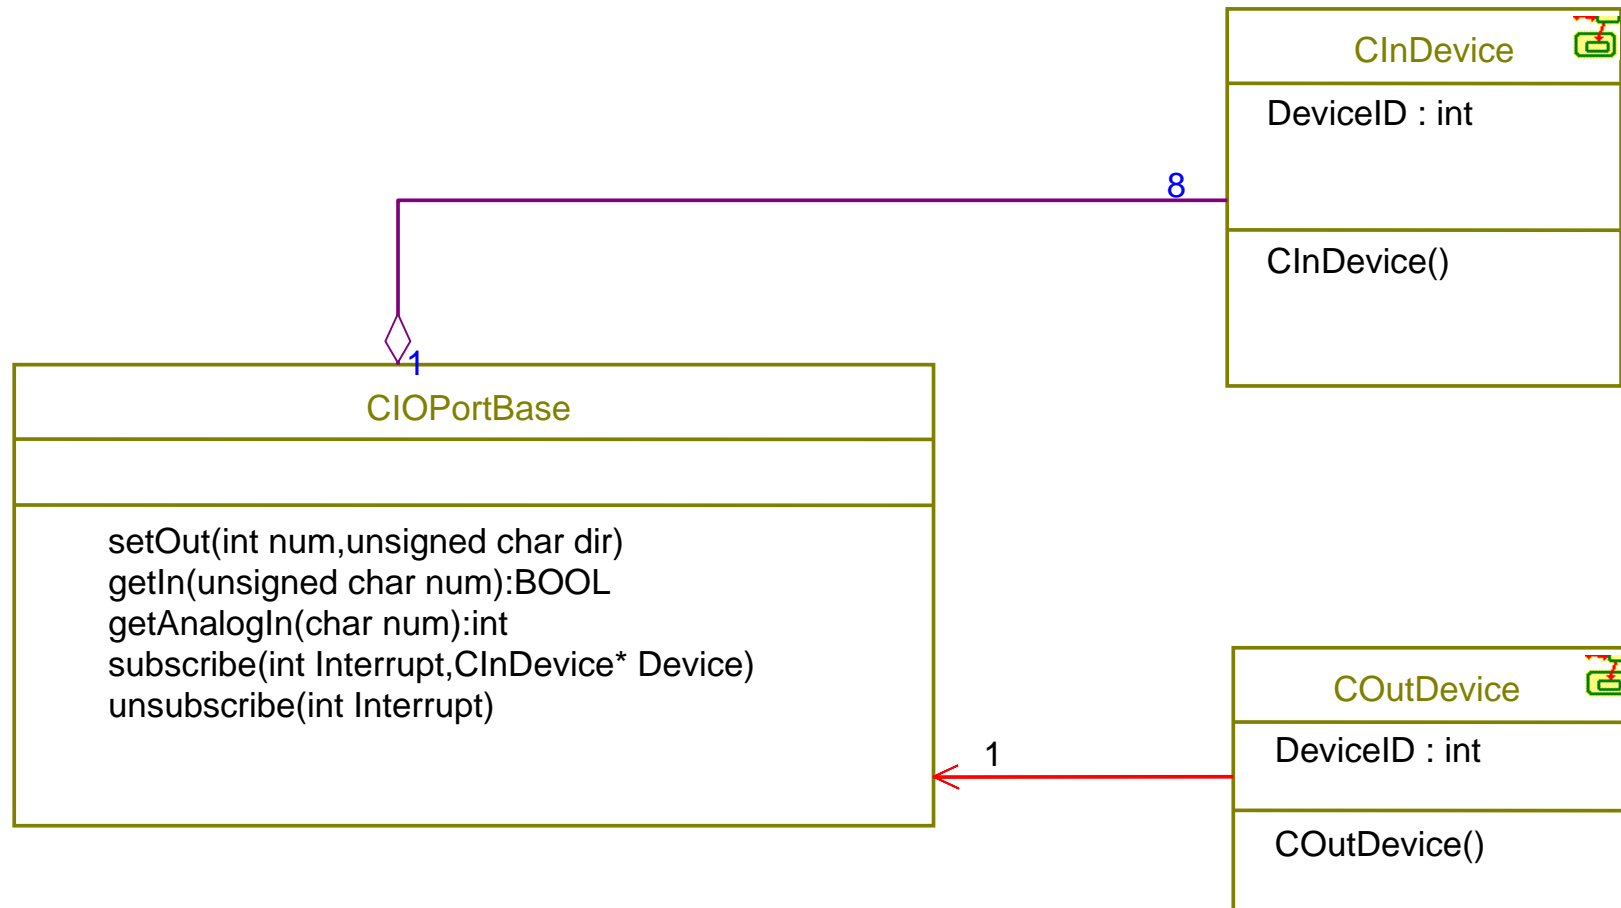 CInDevice
DeviceID : int
8
CInDevice()
1
CIOPortBase
setOut(int num,unsigned char dir)
getIn(unsigned char num):BOOL
getAnalogIn(char num):int
subscribe(int Interrupt,CInDevice* Device)
unsubscribe(int Interrupt)
COutDevice
DeviceID : int
1
COutDevice()